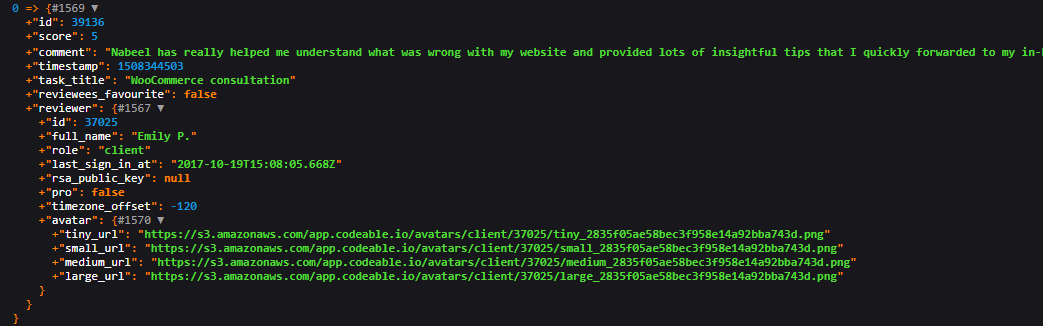 0 => {#1569 ▼
+"id": 39136
+"score": 5
+"comment": "Nabeel has really helped me understand what was wrong with my website and provided lots of insightful tips that I quickly forwarded to my in-
+"timestamp": 1508344503
+"task_title": "WooCommerce consultation"
+"reviewees_favourite": false
+"reviewer": {#1567 ▼
+"id": 37025
+"full_name": "Emily P."
+"role": "client"
+"last_sign_in_at": "2017-10-19T15:08:05.668Z"
+"rsa_public_key": null
+"pro": false
+"timezone_offset": -120
+"avatar": {#1570 ▼
+"tiny_url": "https://s3.amazonaws.com/app.codeable.io/avatars/client/37025/tiny_2835f05ae58bec3f958e14a92bba743d.png"
+"small_url": "https://s3.amazonaws.com/app.codeable.io/avatars/client/37025/small_2835f05ae58bec3f958e14a92bba743d.png"
+"medium_url": "https://s3.amazonaws.com/app.codeable.io/avatars/client/37025/medium_2835f05ae58bec3f958e14a92bba743d.png"
+"large_url": "https://s3.amazonaws.com/app.codeable.io/avatars/client/37025/large_2835f05ae58bec3f958e14a92bba743d.png"
}
}
}